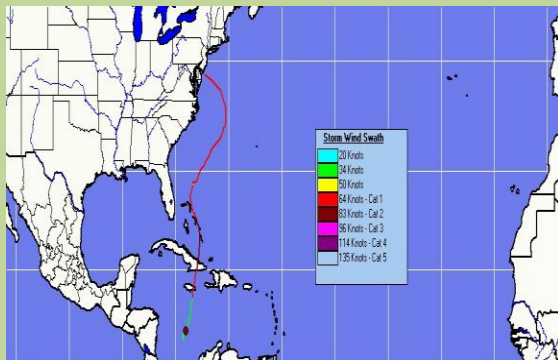 Storm Wind Swath
20 Knots
34 Knots
50 Knots
64 Knots - Cat 1
83 Knots - Cat 2
96 Knots - Cat 3
114 Knots - Cat 4
135 Knots - Cat 5